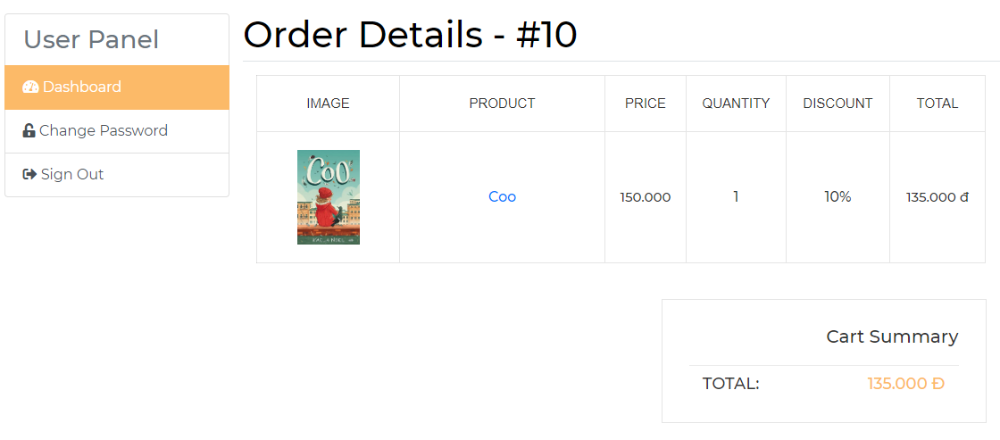 User Panel
Dashboard
Change Password
Sign Out
Order Details - #10
IMAGE PRODUCT PRICE QUANTITY DISCOUNT TOTAL
Coo
Coo 150.000 1 10% 135.000 đ
Cart Summary
TOTAL: 135.000 Đ